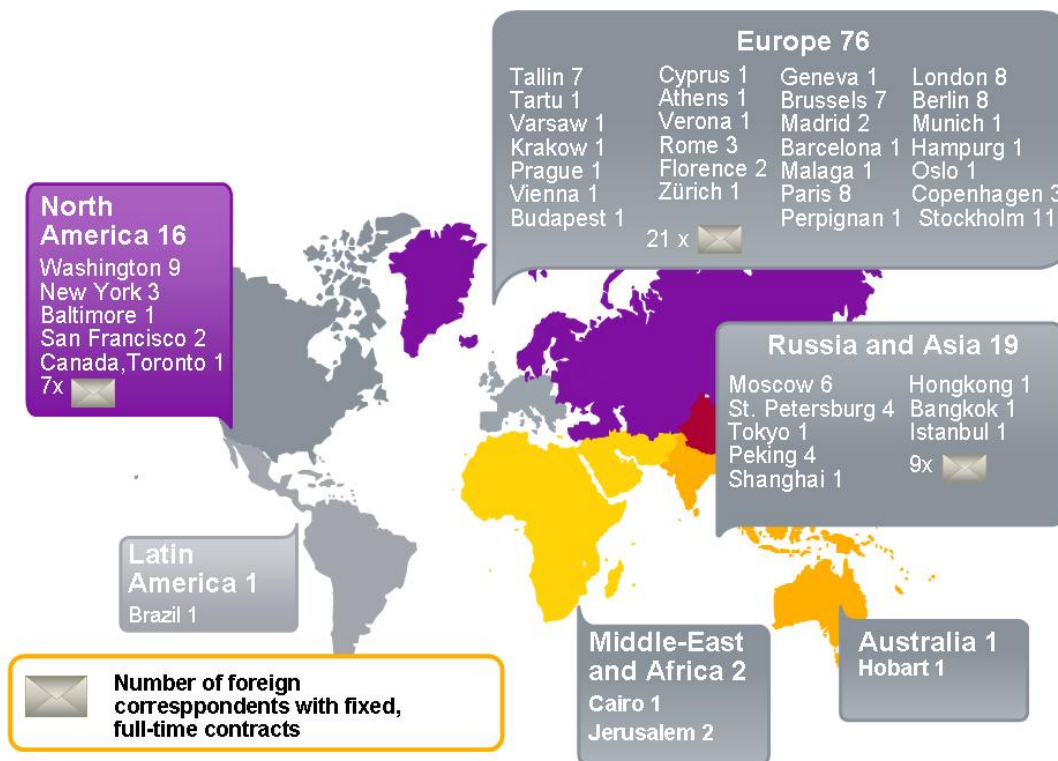 Europe 76
Tallin 7
Tartu 1
Varsaw 1
Krakow 1
Prague 1
Vienna 1
Budapest 1
Cyprus 1
Athens 1
Verona 1
Rome 3
Florence 2
Zürich 1
21 x
Geneva 1
Brussels 7
Madrid 2
Barcelona 1
Malaga 1
Paris 8
Perpignan 1
London 8
Berlin 8
Munich 1
Hampurg 1
Oslo 1
Copenhagen 3
Stockholm 11
North
America 16
Washington 9
New York 3
Baltimore 1
San Francisco 2
Canada,Toronto 1
7x
Russia and Asia 19
Moscow 6
St. Petersburg 4
Tokyo 1
Peking 4
Shanghai 1
Hongkong 1
Bangkok 1
Istanbul 1
9x
Latin
America 1
Brazil 1
Middle-East
and Africa 2
Cairo 1
Jerusalem 2
Australia 1
Hobart 1
Number of foreign
correspondents with fixed,
full-time contracts